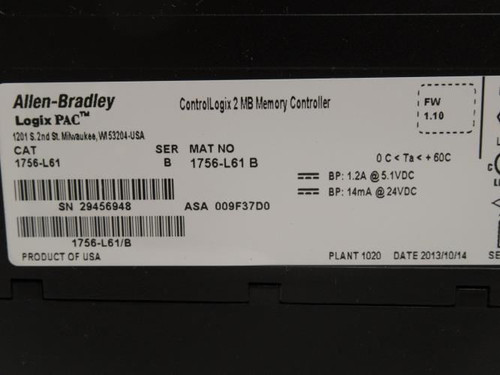 Allen-Bradley
Logix PAC™
1201 S. 2nd St. Milwaukee, WI 53204-USA
ControlLogix 2 MB Memory Controller
FW
1.10
CAT SER MAT NO
1756-L61 B 1756-L61 B
0 C < Ta < + 60C
BP: 1.2A @ 5.1VDC
BP: 14mA @ 24VDC
SN 29456948 ASA 009F37D0
1756-L61/B
PRODUCT OF USA PLANT 1020 DATE 2013/10/14